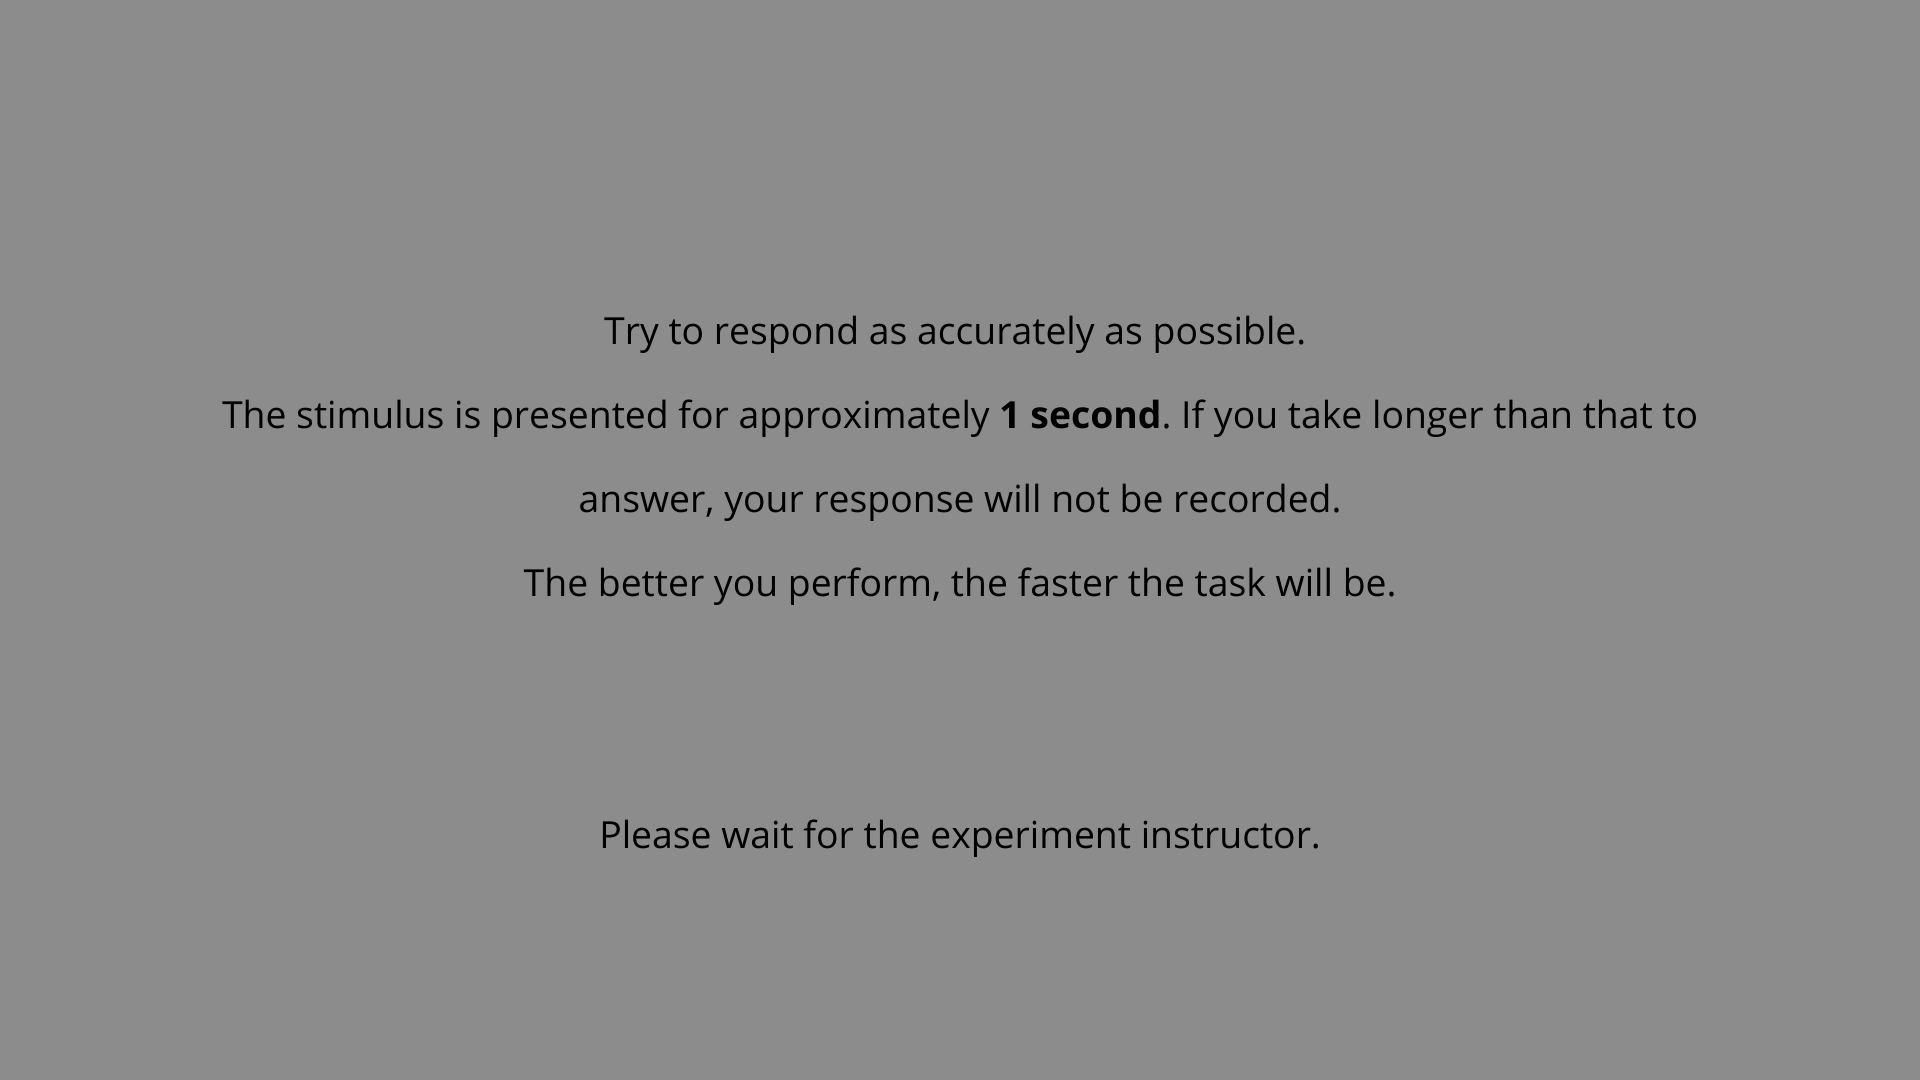 Try to respond as accurately as possible.
The stimulus is presented for approximately 1 second. If you take longer than that to
answer, your response will not be recorded.
The better you perform, the faster the task will be.
Please wait for the experiment instructor.